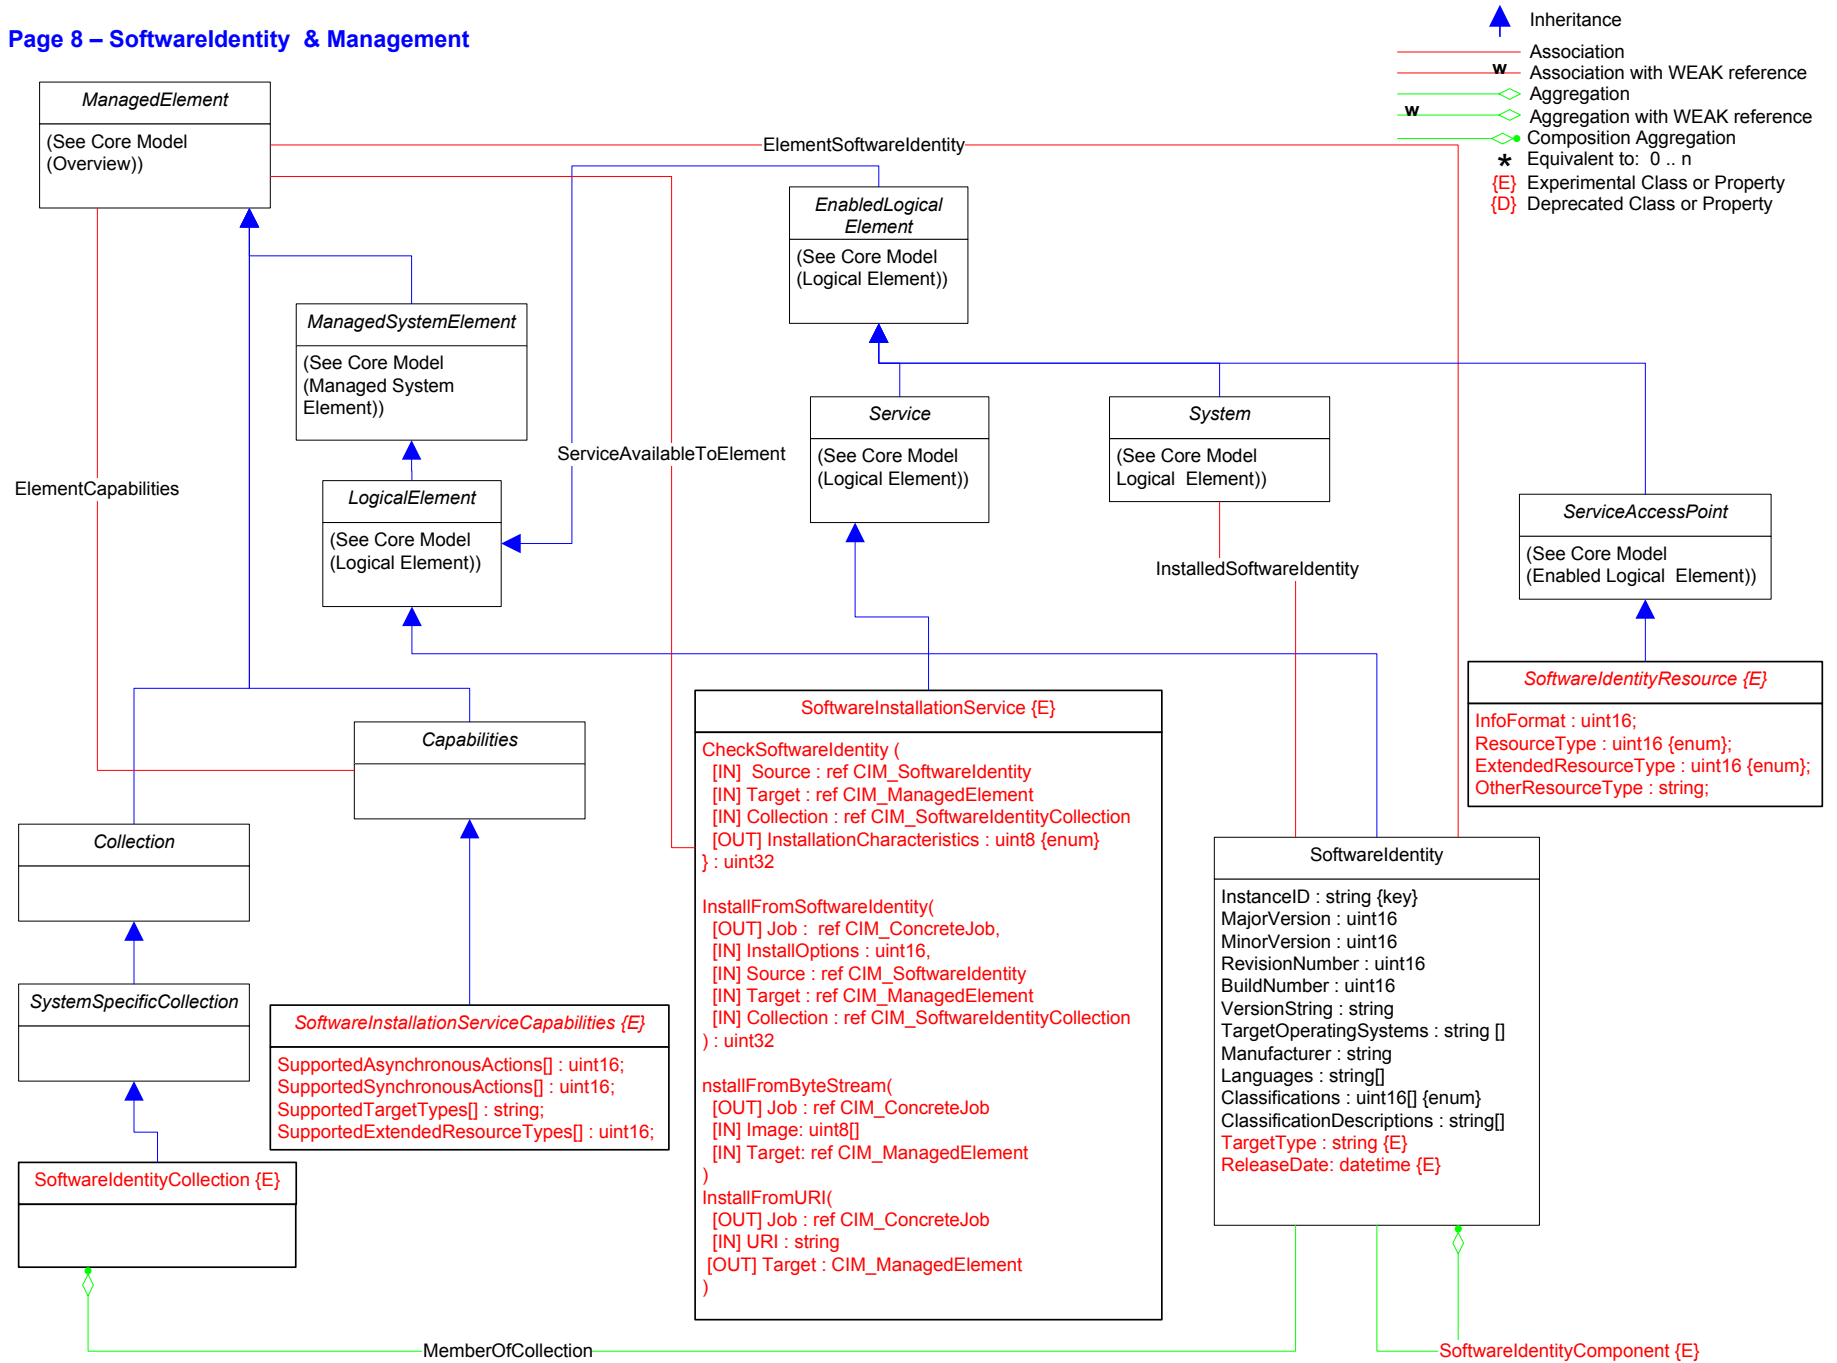 Page 8 – SoftwareIdentity & Management
Inheritance
Association
w Association with WEAK reference
Aggregation
w Aggregation with WEAK reference
Composition Aggregation
* Equivalent to: 0 .. n
{E} Experimental Class or Property
{D} Deprecated Class or Property
ManagedElement
(See Core Model
(Overview))
ElementSoftwareIdentity
EnabledLogical
Element
(See Core Model
(Logical Element))
ManagedSystemElement
(See Core Model
(Managed System
Element))
ServiceAvailableToElement
Service
(See Core Model
(Logical Element))
System
(See Core Model
Logical Element))
ElementCapabilities
LogicalElement
(See Core Model
(Logical Element))
InstalledSoftwareIdentity
ServiceAccessPoint
(See Core Model
(Enabled Logical Element))
SoftwareIdentityResource {E}
InfoFormat : uint16;
ResourceType : uint16 {enum};
ExtendedResourceType : uint16 {enum};
OtherResourceType : string;
Capabilities
Collection
SystemSpecificCollection
SoftwareInstallationServiceCapabilities {E}
SupportedAsynchronousActions[] : uint16;
SupportedSynchronousActions[] : uint16;
SupportedTargetTypes[] : string;
SupportedExtendedResourceTypes[] : uint16;
SoftwareIdentityCollection {E}
SoftwareInstallationService {E}
CheckSoftwareIdentity (
[IN] Source : ref CIM_SoftwareIdentity
[IN] Target : ref CIM_ManagedElement
[IN] Collection : ref CIM_SoftwareIdentityCollection
[OUT] InstallationCharacteristics : uint8 {enum}
} : uint32
InstallFromSoftwareIdentity(
[OUT] Job : ref CIM_ConcreteJob,
[IN] InstallOptions : uint16,
[IN] Source : ref CIM_SoftwareIdentity
[IN] Target : ref CIM_ManagedElement
[IN] Collection : ref CIM_SoftwareIdentityCollection
) : uint32
nstallFromByteStream(
[OUT] Job : ref CIM_ConcreteJob
[IN] Image: uint8[]
[IN] Target: ref CIM_ManagedElement
)
InstallFromURI(
[OUT] Job : ref CIM_ConcreteJob
[IN] URI : string
[OUT] Target : CIM_ManagedElement
)
SoftwareIdentity
InstanceID : string {key}
MajorVersion : uint16
MinorVersion : uint16
RevisionNumber : uint16
BuildNumber : uint16
VersionString : string
TargetOperatingSystems : string []
Manufacturer : string
Languages : string[]
Classifications : uint16[] {enum}
ClassificationDescriptions : string[]
TargetType : string {E}
ReleaseDate: datetime {E}
MemberOfCollection
SoftwareIdentityComponent {E}